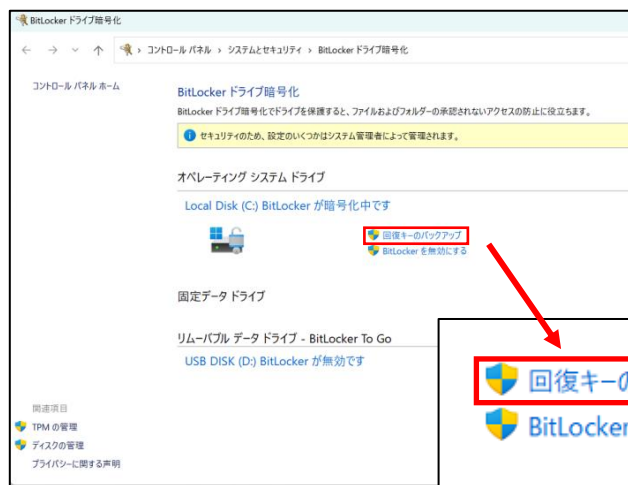 BitLocker ドライブ暗号化
コントロール パネル › システムとセキュリティ › BitLocker ドライブ暗号化
コントロール パネル ホーム
BitLocker ドライブ暗号化
BitLocker ドライブ暗号化でドライブを保護すると、ファイルおよびフォルダーの承認されないアクセスの防止に役立ちます。
セキュリティのため、設定のいくつかはシステム管理者によって管理されます。
オペレーティング システム ドライブ
Local Disk (C:) BitLocker が暗号化中です
回復キーのバックアップ
BitLocker を無効にする
固定データ ドライブ
リムーバブル データ ドライブ - BitLocker To Go
USB DISK (D:) BitLocker が無効です
回復キーの
BitLocker
関連項目
TPM の管理
ディスクの管理
プライバシーに関する声明